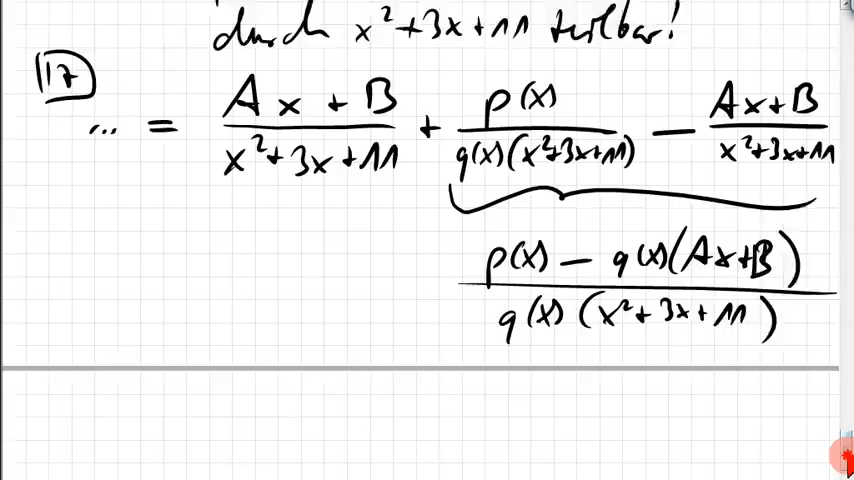 durch x²+3x+11 teilbar!
17
... = (Ax + B)/(x²+3x+11) + p(x)/(q(x)(x²+3x+11)) − (Ax+B)/(x²+3x+11)
(p(x) − q(x)(Ax+B))/(q(x)(x²+3x+11))